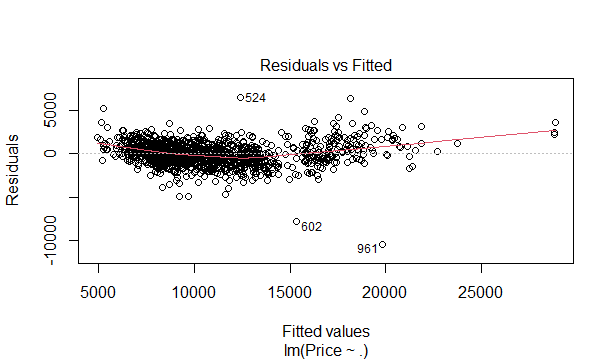 Residuals vs Fitted
5000
0
-10000
Residuals
524
602
961
5000
10000
15000
20000
25000
Fitted values
lm(Price ~ .)